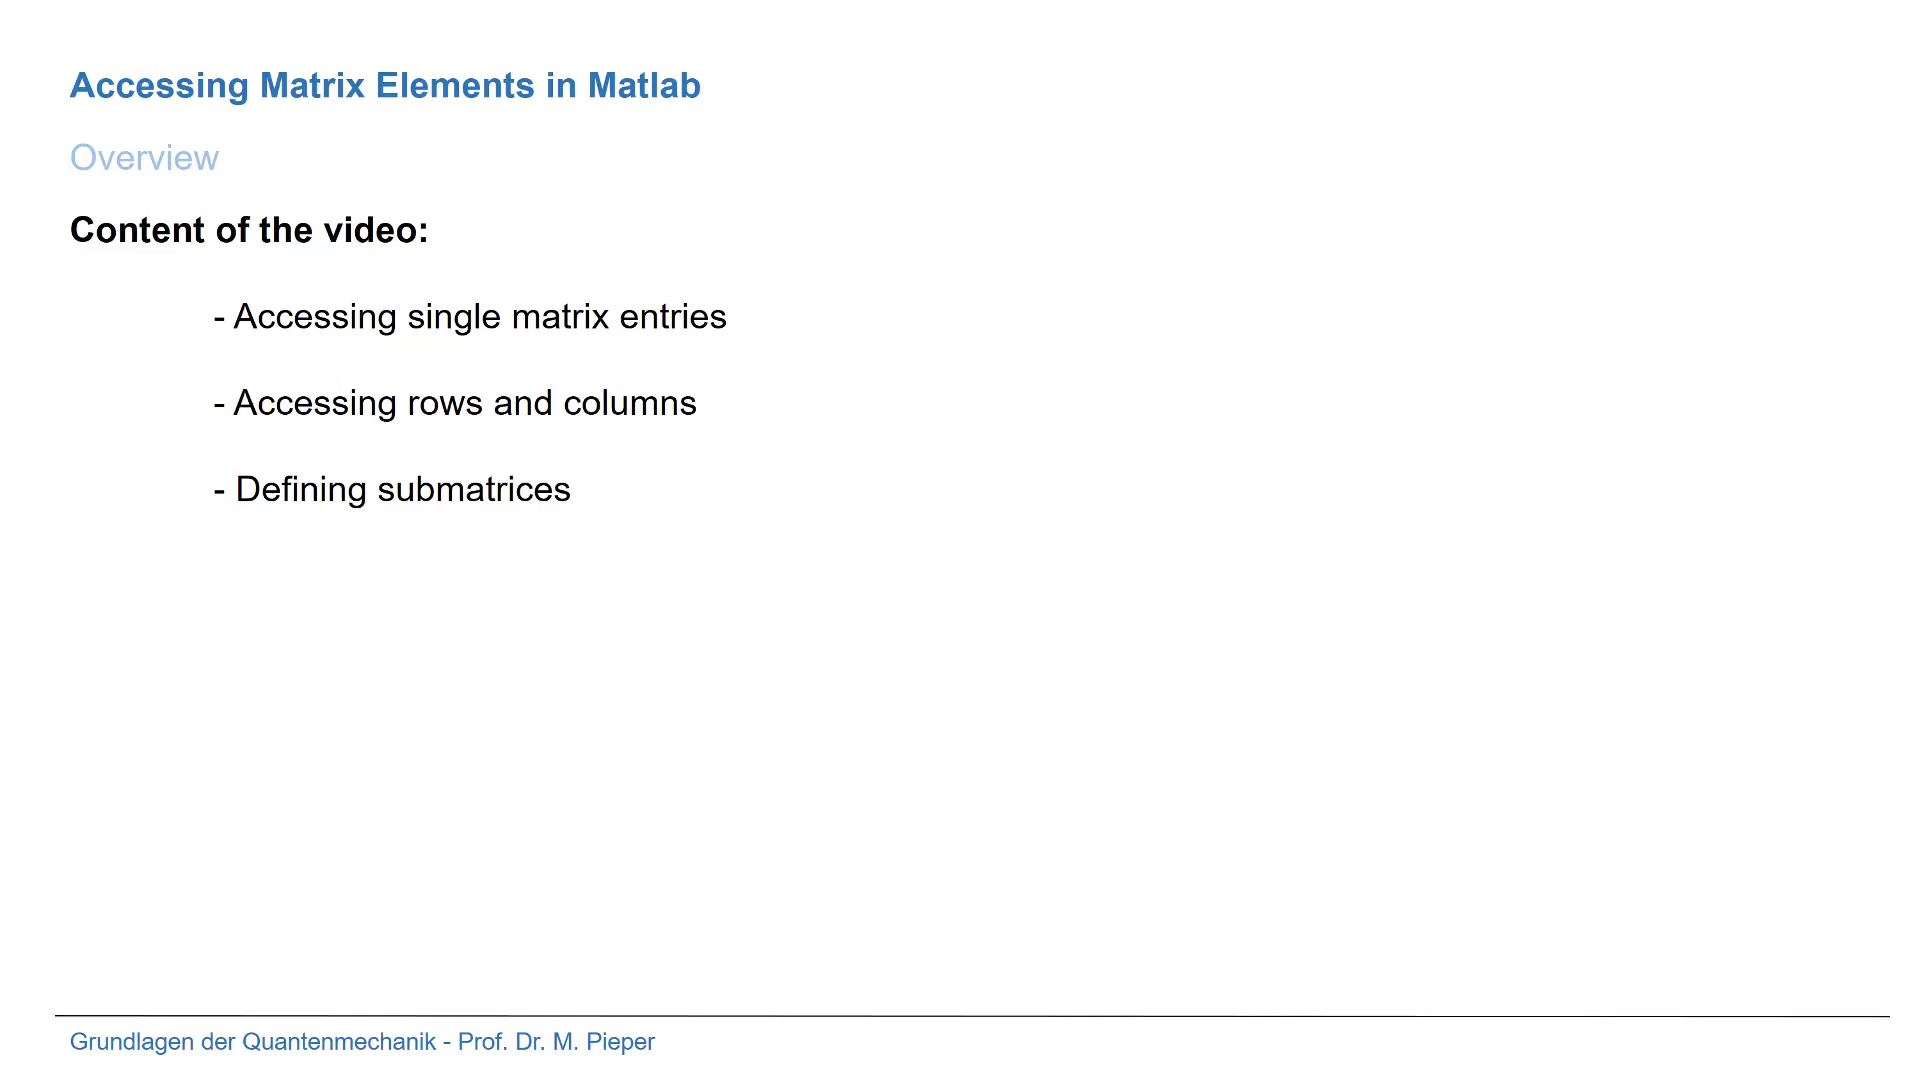 Accessing Matrix Elements in Matlab
Overview
Content of the video:
- Accessing single matrix entries
- Accessing rows and columns
- Defining submatrices
Grundlagen der Quantenmechanik - Prof. Dr. M. Pieper